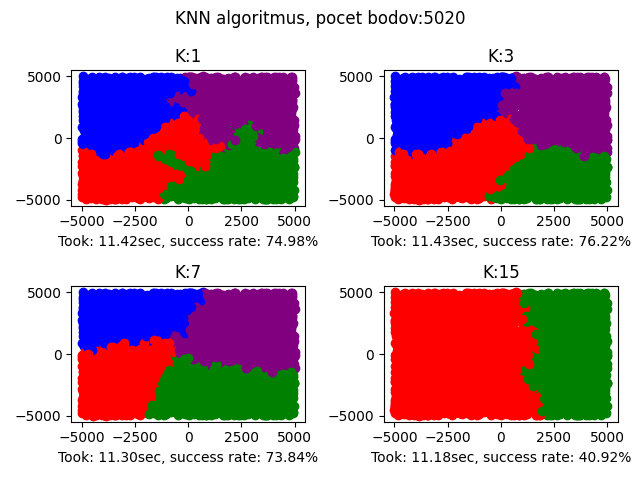 KNN algoritmus, pocet bodov:5020
K:1
5000
0
−5000
−5000 −2500 0 2500 5000
Took: 11.42sec, success rate: 74.98%
K:3
5000
0
−5000
−5000 −2500 0 2500 5000
Took: 11.43sec, success rate: 76.22%
K:7
5000
0
−5000
−5000 −2500 0 2500 5000
Took: 11.30sec, success rate: 73.84%
K:15
5000
0
−5000
−5000 −2500 0 2500 5000
Took: 11.18sec, success rate: 40.92%